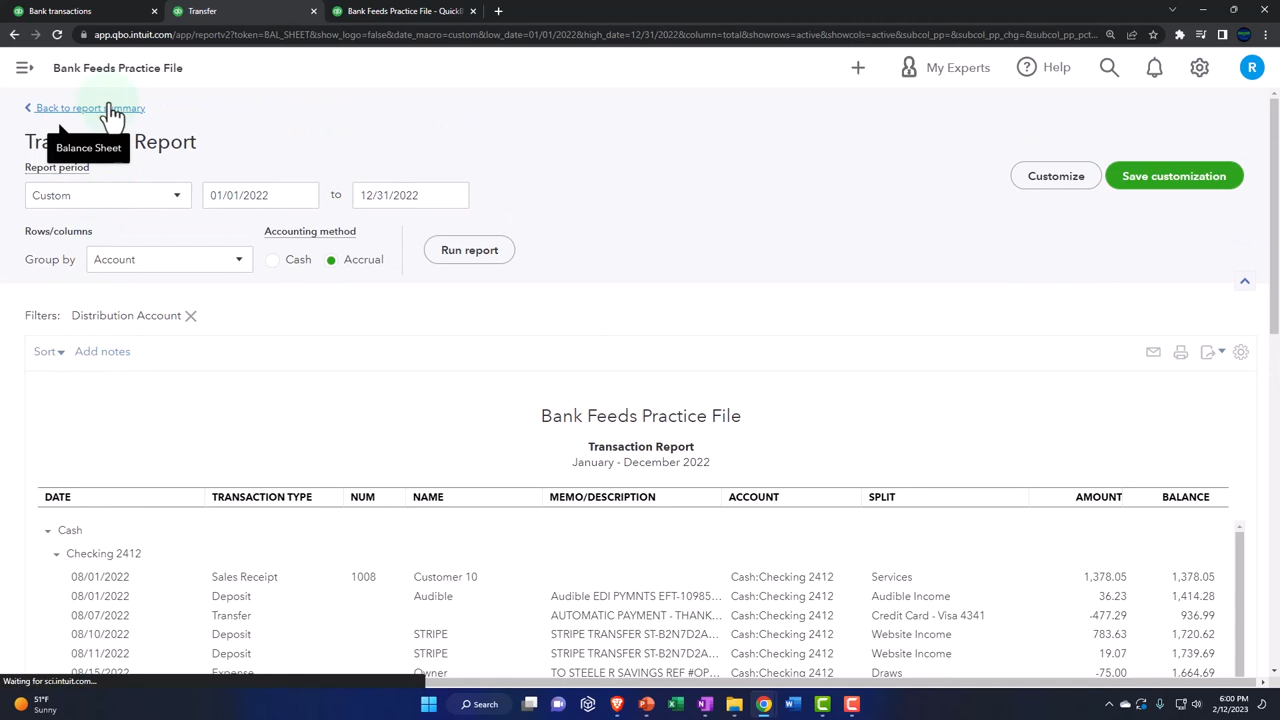 Bank transactions
Transfer
Bank Feeds Practice File - Quickl
app.qbo.intuit.com/app/reportv2?token=BAL_SHEET&show_logo=false&date_macro=custom&low_date=01/01/2022&high_date=12/31/2022&column=total&showrows=active&showcols=active&subcol_pp=&subcol_pp_chg=&subcol_pp_pct...
Bank Feeds Practice File
My Experts
Help
R
Back to report summary
Report
Balance Sheet
Report period
Custom
01/01/2022
to
12/31/2022
Customize
Save customization
Rows/columns
Accounting method
Group by
Account
Cash
Accrual
Run report
Filters:
Distribution Account
Sort
Add notes
Bank Feeds Practice File
Transaction Report
January - December 2022
DATE TRANSACTION TYPE NUM NAME MEMO/DESCRIPTION ACCOUNT SPLIT AMOUNT BALANCE
Cash
Checking 2412
08/01/2022 Sales Receipt 1008 Customer 10 Cash:Checking 2412 Services 1,378.05 1,378.05
08/01/2022 Deposit Audible Audible EDI PYMNTS EFT-10985... Cash:Checking 2412 Audible Income 36.23 1,414.28
08/07/2022 Transfer AUTOMATIC PAYMENT - THANK... Cash:Checking 2412 Credit Card - Visa 4341 -477.29 936.99
08/10/2022 Deposit STRIPE STRIPE TRANSFER ST-B2N7D2A... Cash:Checking 2412 Website Income 783.63 1,720.62
08/11/2022 Deposit STRIPE STRIPE TRANSFER ST-B2N7D2A... Cash:Checking 2412 Website Income 19.07 1,739.69
08/15/2022 Expense Owner TO STEELE R SAVINGS REF #OP... Cash:Checking 2412 Draws -75.00 1,664.69
Waiting for sci.intuit.com...
51°F
Sunny
Search
6:00 PM
2/12/2023